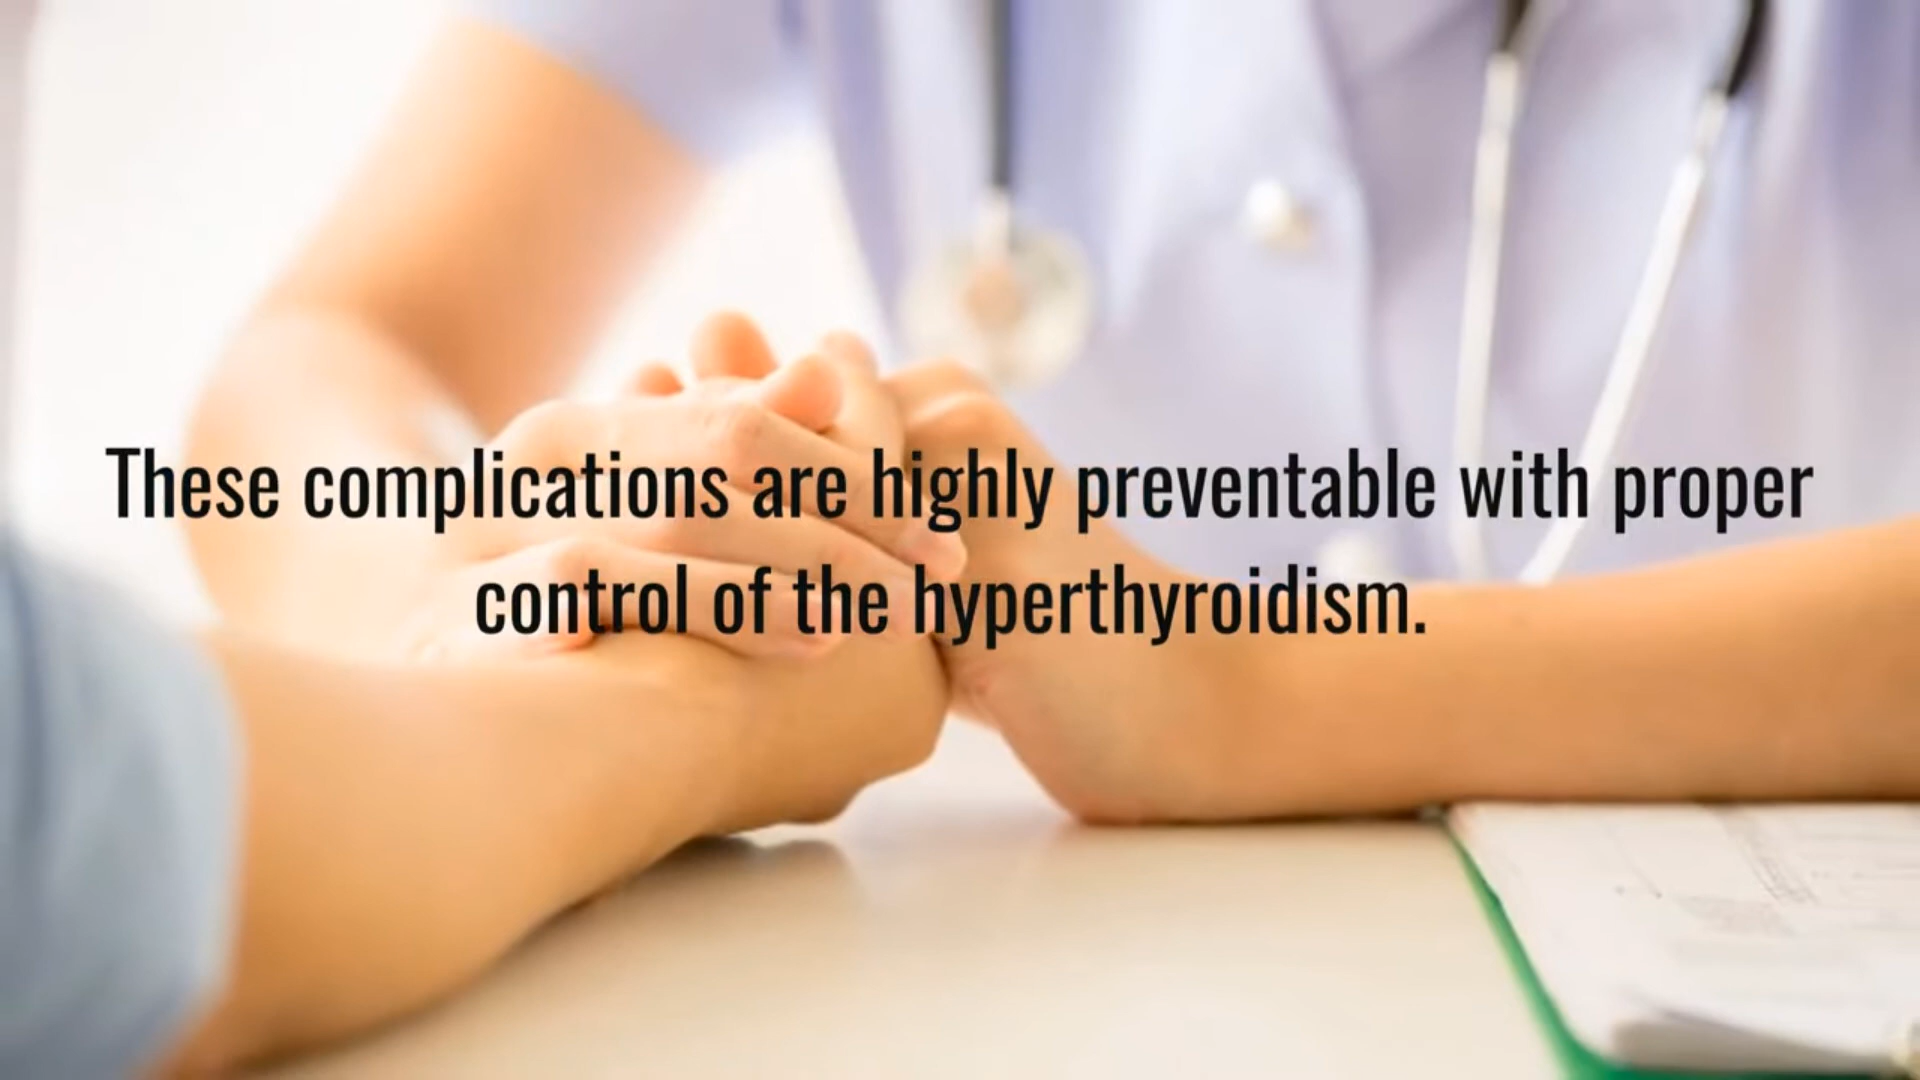 These complications are highly preventable with proper
control of the hyperthyroidism.